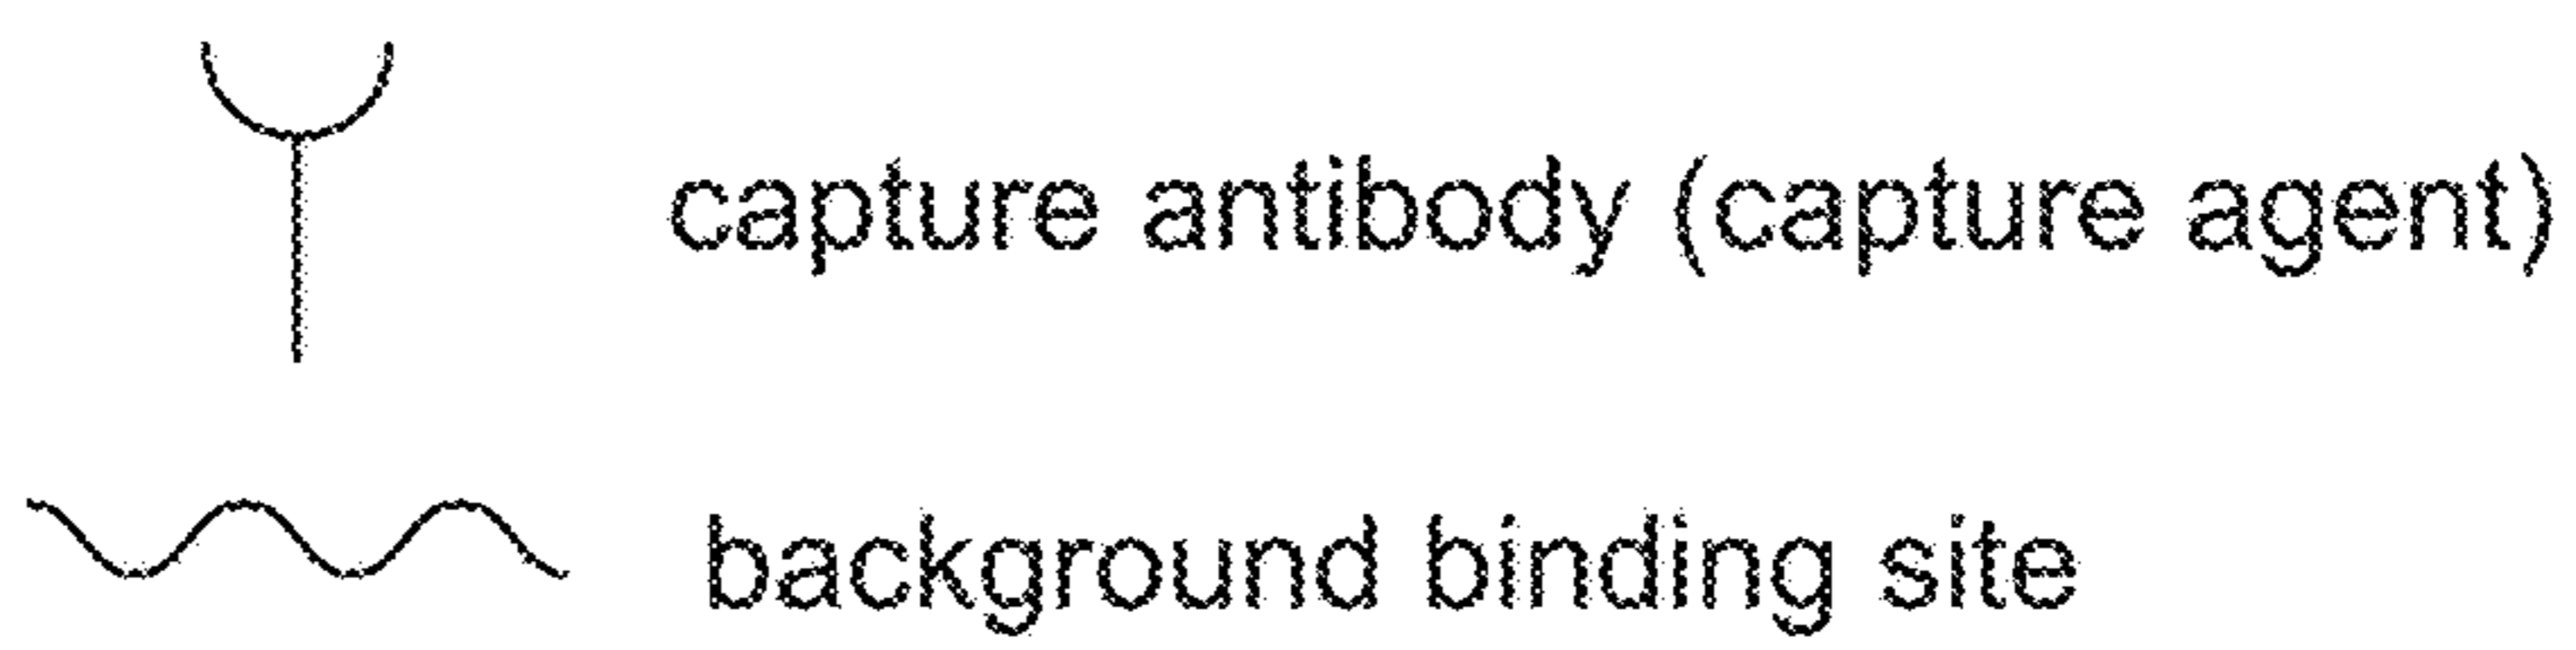 capture antibody (capture agent)
background binding site